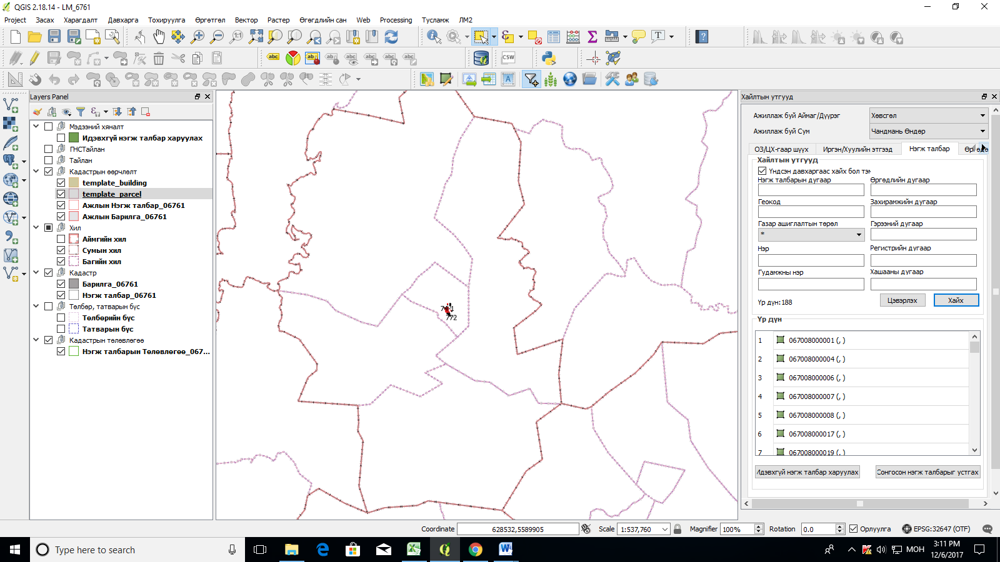 QGIS 2.18.14 - LM_6761
Project Засах Харагдалт Давхарга Тохируулга Өргөтгөл Вектор Растер Өгөгдлийн сан Web Processing Тусламж ЛМ2
Layers Panel
Мэдээний хяналт
Идэвхгүй нэгж талбар харуулах
ГНСТайлан
Тайлан
Кадастрын өөрчлөлт
template_building
template_parcel
Ажлын Нэгж талбар_06761
Ажлын Барилга_06761
Хил
Аймгийн хил
Сумын хил
Багийн хил
Кадастр
Барилга_06761
Нэгж талбар_06761
Төлбөр, татварын бүс
Төлбөрийн бүс
Татварын бүс
Кадастрын төлөвлөгөө
Нэгж талбарын Төлөвлөгөө_067...
772
Хайлтын утгууд
Ажиллаж буй Аймаг/Дүүрэг Хөвсгөл
Ажиллаж буй Сум Чандмань Өндөр
ОЗ/ЦХ-гаар шүүх Иргэн/Хуулийн этгээд Нэгж талбар
Хайлтын утгууд
Үндсэн давхаргаас хайх бол тэм
Нэгж талбарын дугаар Өргөдлийн дугаар
Геокод Захирамжийн дугаар
Газар ашиглалтын төрөл Гэрээний дугаар
*
Нэр Регистрийн дугаар
Гудамжны нэр Хашааны дугаар
Үр дүн:188 Цэвэрлэх Хайх
Үр дүн
1 067008000001 (, )
2 067008000004 (, )
3 067008000006 (, )
4 067008000007 (, )
5 067008000008 (, )
6 067008000017 (, )
7 067008000019 (, )
Идэвхгүй нэгж талбар харуулах Сонгосон нэгж талбарыг устгах
Coordinate 628532,5589905 Scale 1:537,760 Magnifier 100% Rotation 0.0 Орлуулга EPSG:32647 (OTF)
Type here to search
МОН
3:11 PM
12/6/2017